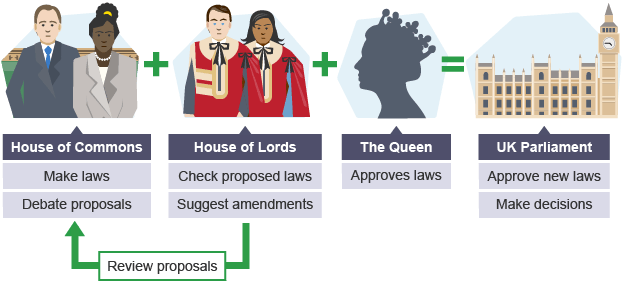 House of Commons
Make laws
Debate proposals
House of Lords
Check proposed laws
Suggest amendments
The Queen
Approves laws
UK Parliament
Approve new laws
Make decisions
Review proposals